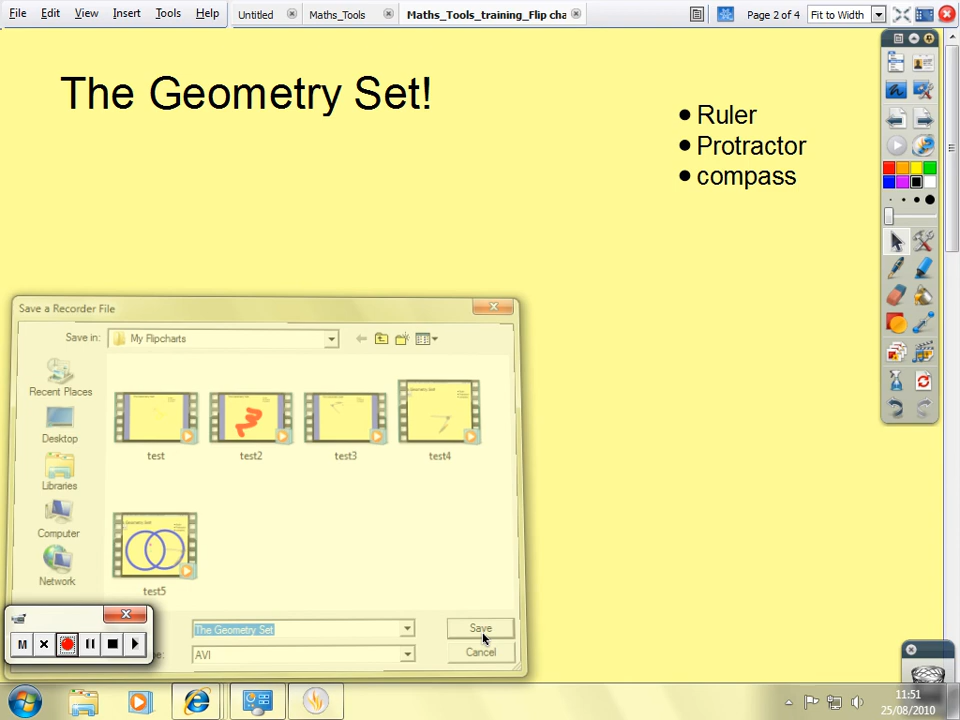 File Edit View Insert Tools Help Untitled Maths_Tools Maths_Tools_training_Flip cha Page 2 of 4 Fit to Width
The Geometry Set!
• Ruler
• Protractor
• compass
Save a Recorder File
Save in: My Flipcharts
Recent Places
Desktop
Libraries
Computer
Network
test test2 test3 test4
test5
The Geometry Set Save
AVI Cancel
M
11:51
25/08/2010